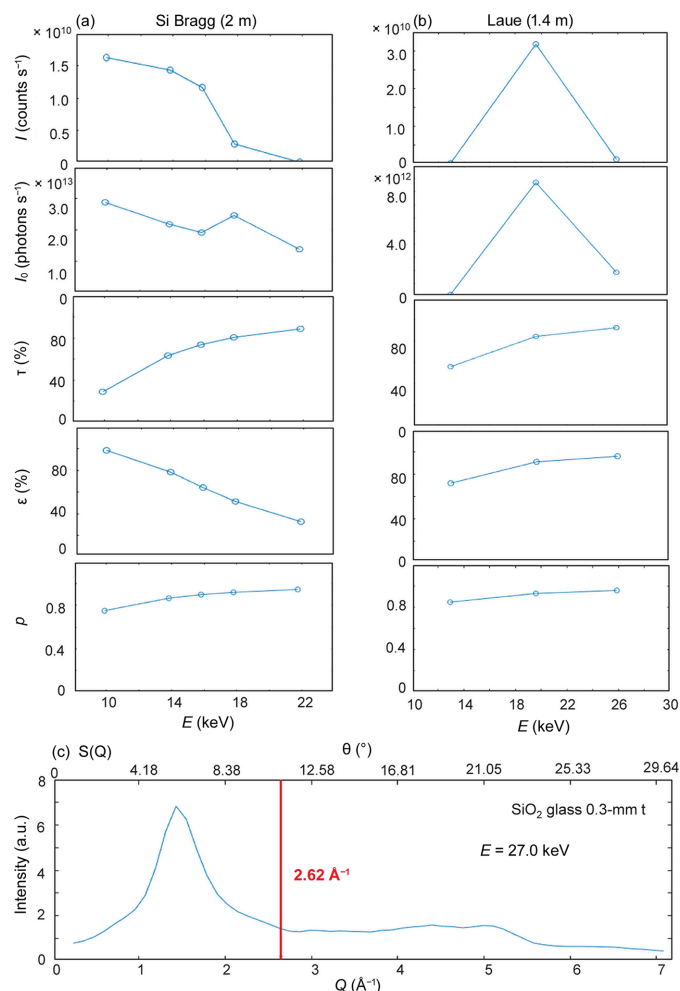 (a) Si Bragg (2 m)
(b) Laue (1.4 m)
× 10¹⁰
1.5
1.0
0.5
0
I (counts s⁻¹)
× 10¹⁰
3.0
2.0
1.0
0
× 10¹³
3.0
2.0
1.0
0
I₀ (photons s⁻¹)
× 10¹²
8.0
4.0
0
80
40
0
τ (%)
80
40
0
80
40
0
ε (%)
80
40
0
0.8
0.4
0
p
0.8
0.4
0
10 14 18 22
E (keV)
10 14 18 22 26 30
E (keV)
(c) S(Q)
θ (°)
0 4.18 8.38 12.58 16.81 21.05 25.33 29.64
8
6
4
2
0
Intensity (a.u.)
SiO₂ glass 0.3-mm t
E = 27.0 keV
2.62 Å⁻¹
0 1 2 3 4 5 6 7
Q (Å⁻¹)